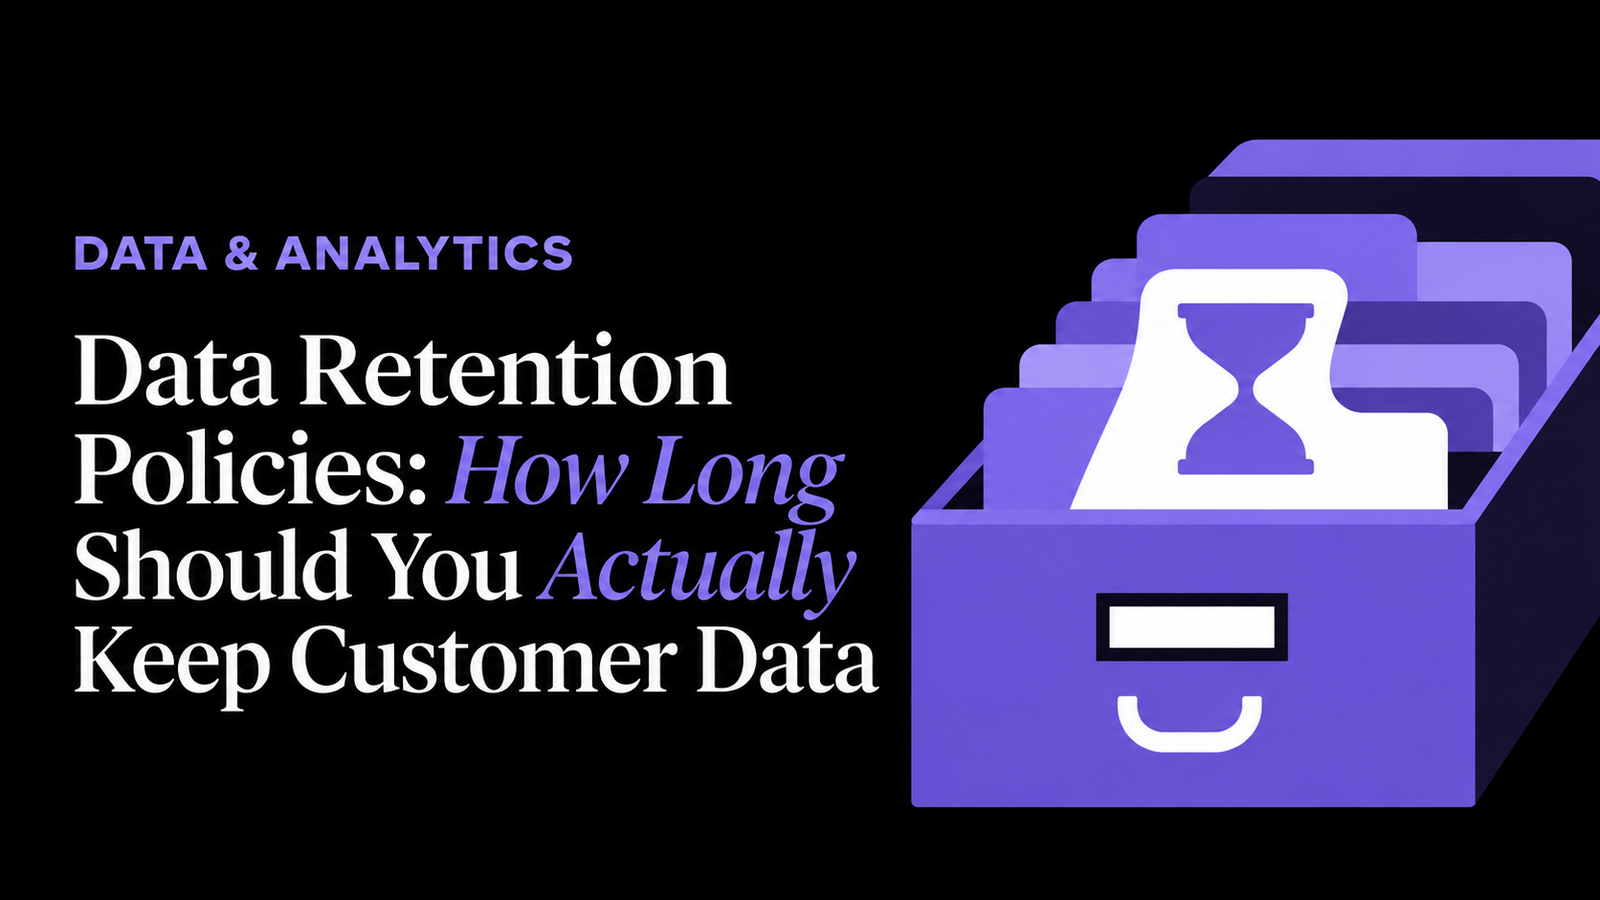 DATA & ANALYTICS
Data Retention
Policies: How Long
Should You Actually
Keep Customer Data